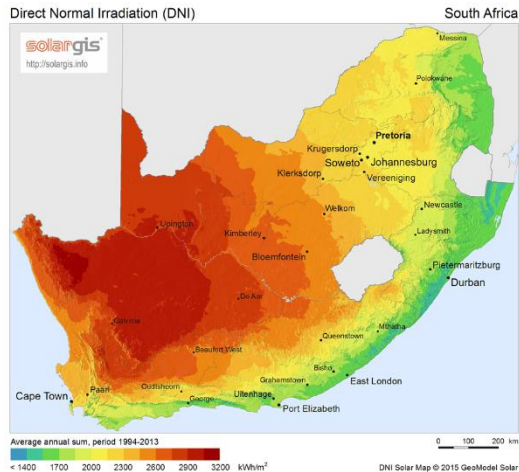 Direct Normal Irradiation (DNI)
South Africa
solargis
http://solargis.info
Messina
Polokwane
Pretoria
Krugersdorp
Soweto
Johannesburg
Klerksdorp
Vereeniging
Welkom
Newcastle
Upington
Kimberley
Ladysmith
Bloemfontein
Pietermaritzburg
Durban
De Aar
Calvinia
Queenstown
Mthatha
Beaufort West
Bisho
Grahamstown
East London
Cape Town
Paarl
Oudtshoorn
George
Uitenhage
Port Elizabeth
Average annual sum, period 1994-2013
0 100 200 km
< 1400 1700 2000 2300 2600 2900 3200 kWh/m²
DNI Solar Map © 2015 GeoModel Solar